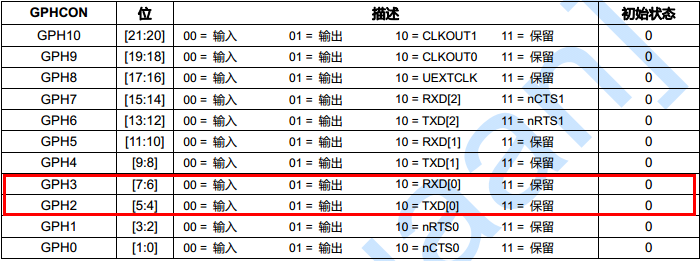 GPHCON 位 描述 初始状态
GPH10 [21:20] 00 = 输入 01 = 输出 10 = CLKOUT1 11 = 保留 0
GPH9 [19:18] 00 = 输入 01 = 输出 10 = CLKOUT0 11 = 保留 0
GPH8 [17:16] 00 = 输入 01 = 输出 10 = UEXTCLK 11 = 保留 0
GPH7 [15:14] 00 = 输入 01 = 输出 10 = RXD[2] 11 = nCTS1 0
GPH6 [13:12] 00 = 输入 01 = 输出 10 = TXD[2] 11 = nRTS1 0
GPH5 [11:10] 00 = 输入 01 = 输出 10 = RXD[1] 11 = 保留 0
GPH4 [9:8] 00 = 输入 01 = 输出 10 = TXD[1] 11 = 保留 0
GPH3 [7:6] 00 = 输入 01 = 输出 10 = RXD[0] 11 = 保留 0
GPH2 [5:4] 00 = 输入 01 = 输出 10 = TXD[0] 11 = 保留 0
GPH1 [3:2] 00 = 输入 01 = 输出 10 = nRTS0 11 = 保留 0
GPH0 [1:0] 00 = 输入 01 = 输出 10 = nCTS0 11 = 保留 0